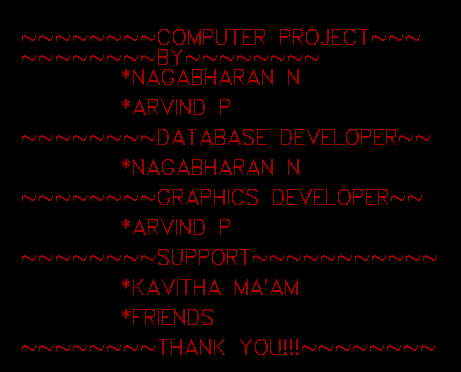 ~~~~~~~~COMPUTER PROJECT~~~
~~~~~~~~BY~~~~~~~~
*NAGABHARAN N
*ARVIND P
~~~~~~~~DATABASE DEVELOPER~~
*NAGABHARAN N
~~~~~~~~GRAPHICS DEVELOPER~~
*ARVIND P
~~~~~~~~SUPPORT~~~~~~~~~~~
*KAVITHA MA'AM
*FRIENDS
~~~~~~~~THANK YOU!!!~~~~~~~~